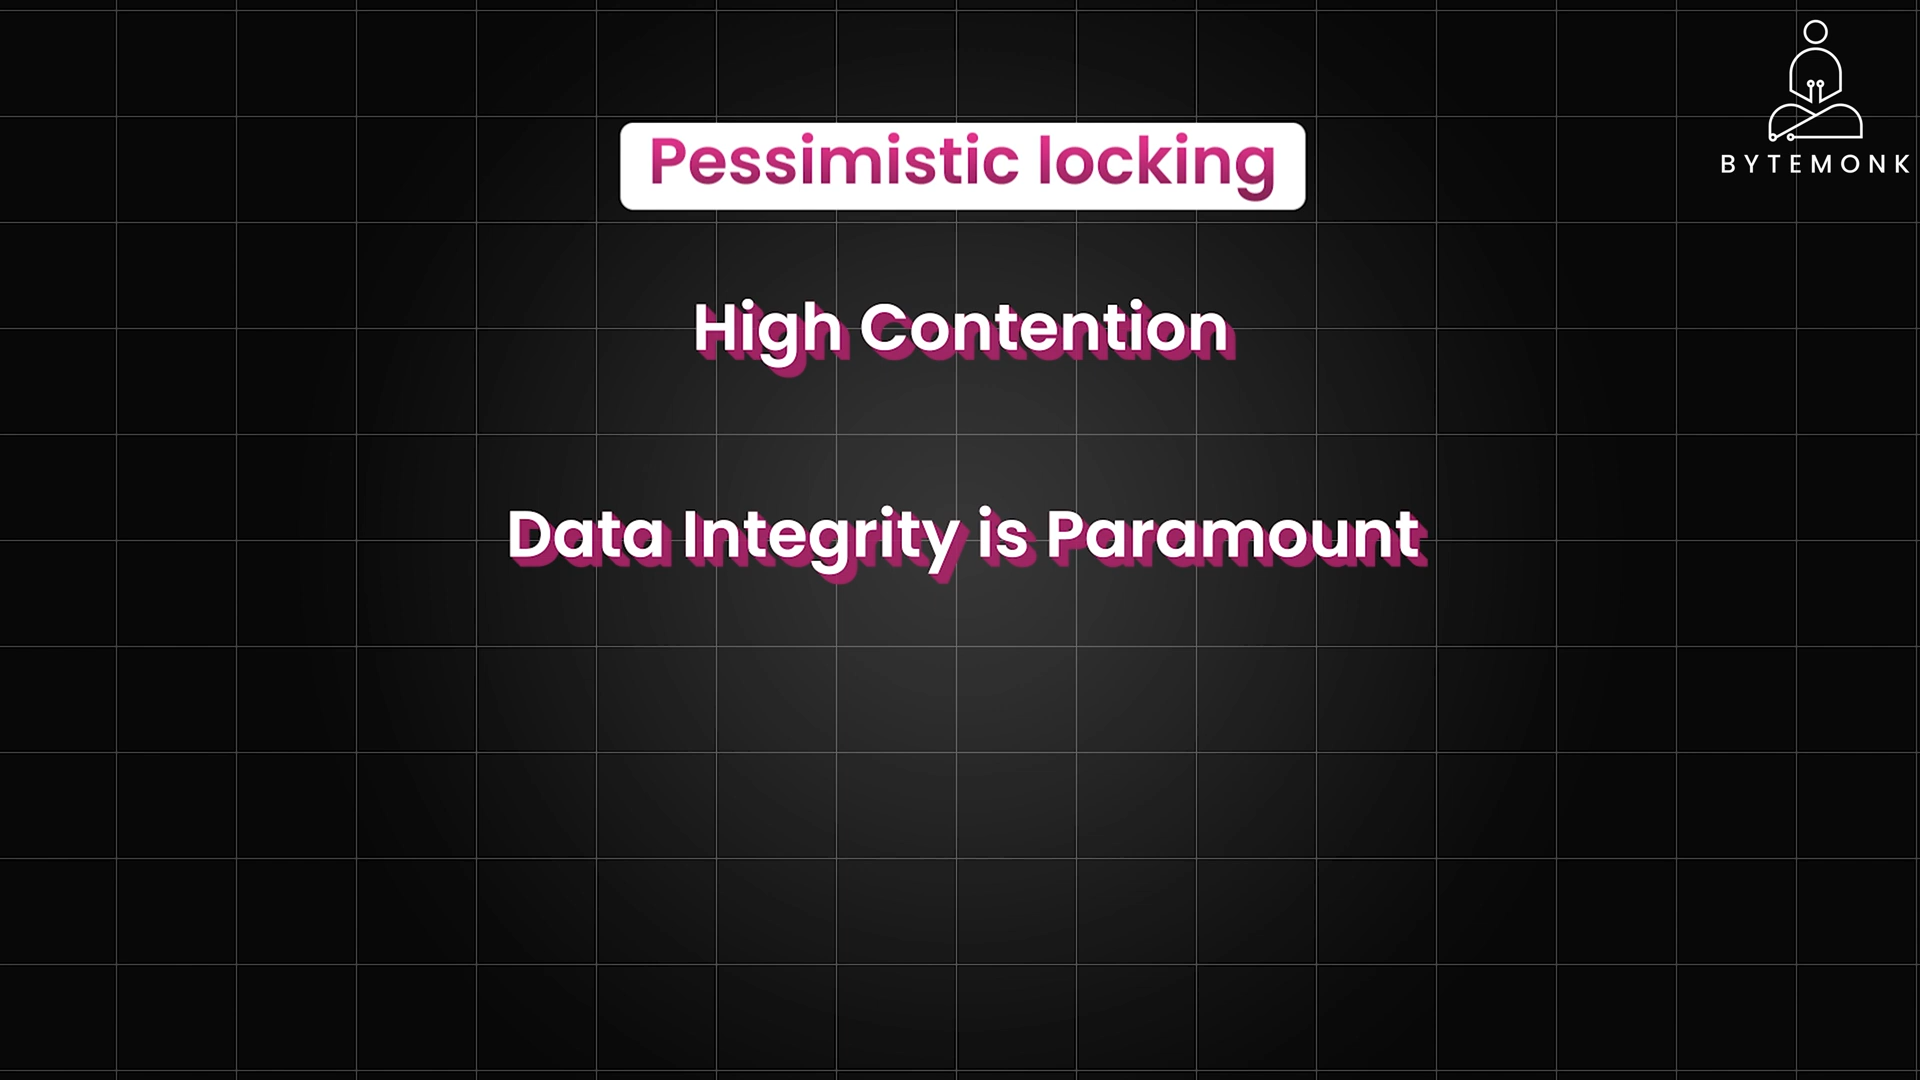 Pessimistic locking
BYTEMONK
High Contention
Data Integrity is Paramount